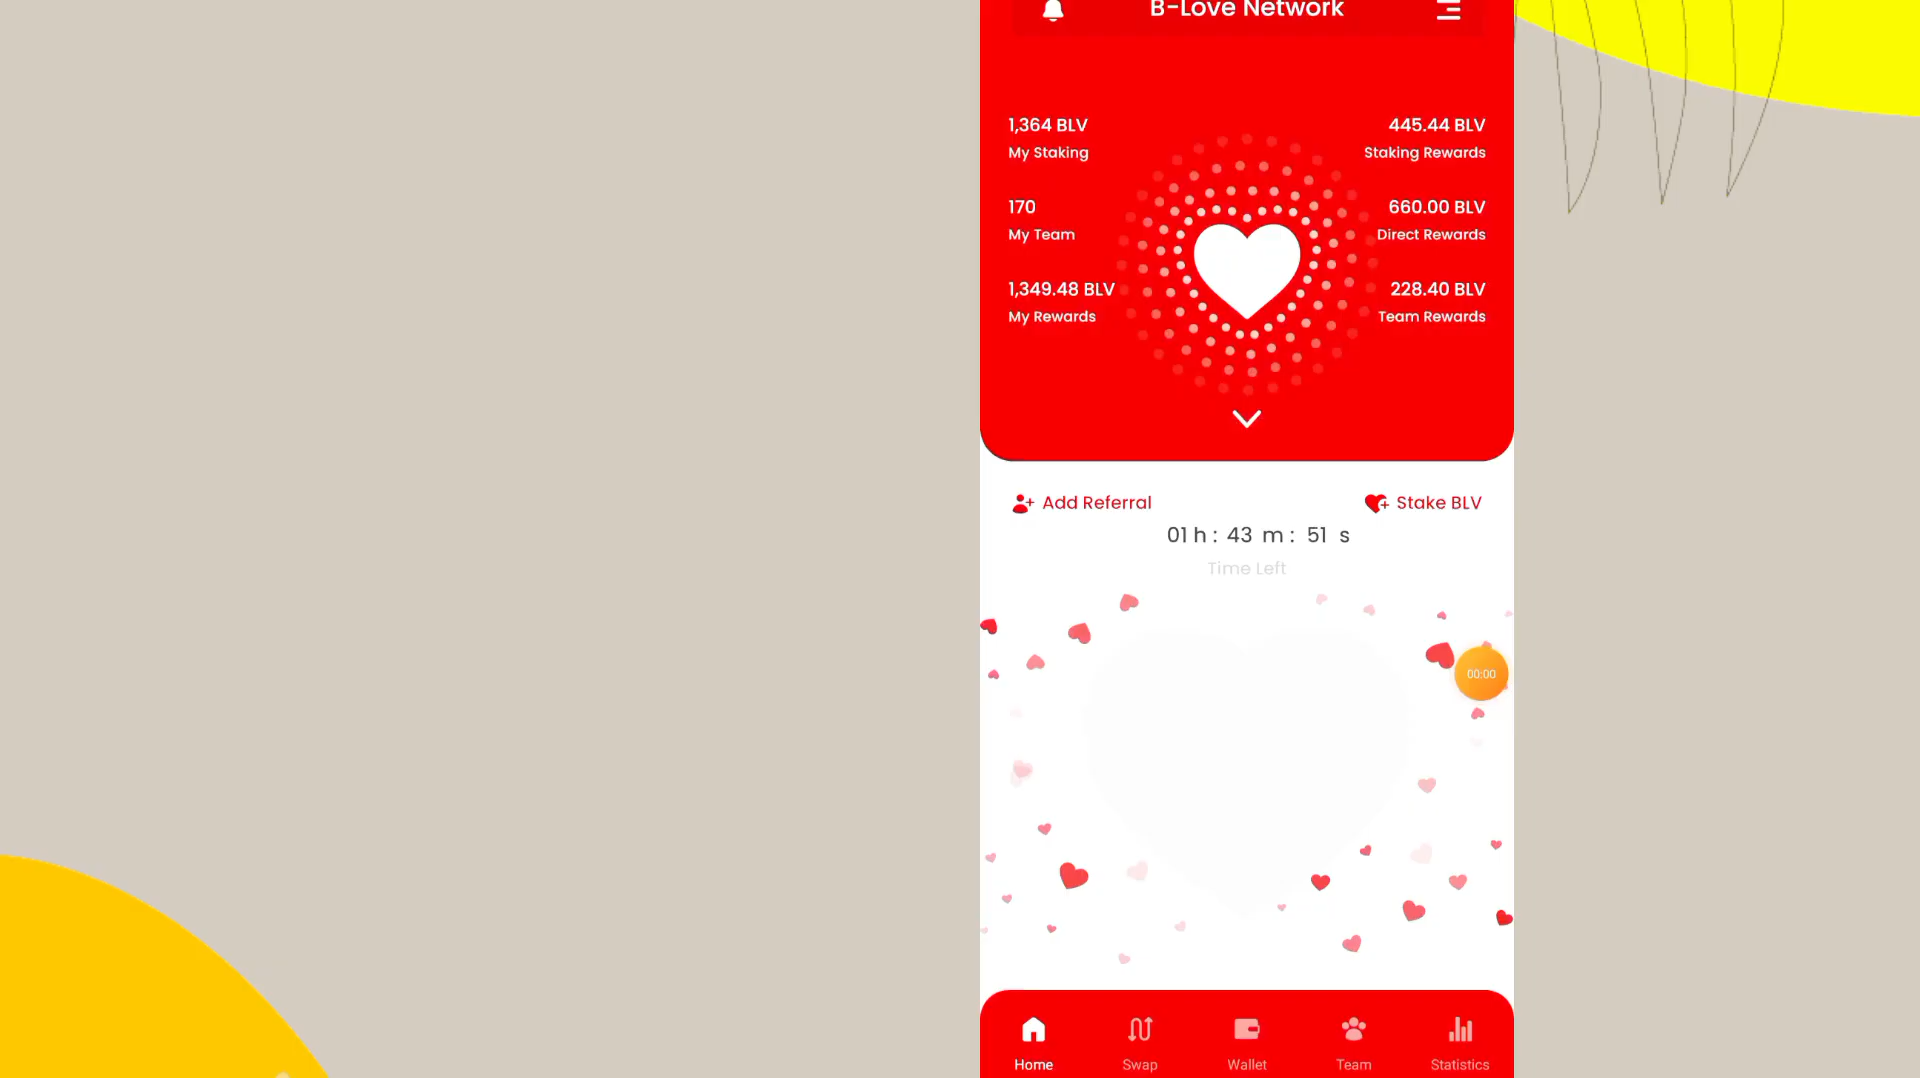 B-Love Network
1,364 BLV
My Staking
445.44 BLV
Staking Rewards
170
My Team
660.00 BLV
Direct Rewards
1,349.48 BLV
My Rewards
228.40 BLV
Team Rewards
Add Referral
Stake BLV
01 h : 43 m : 51 s
Time Left
00:00
Home
Swap
Wallet
Team
Statistics